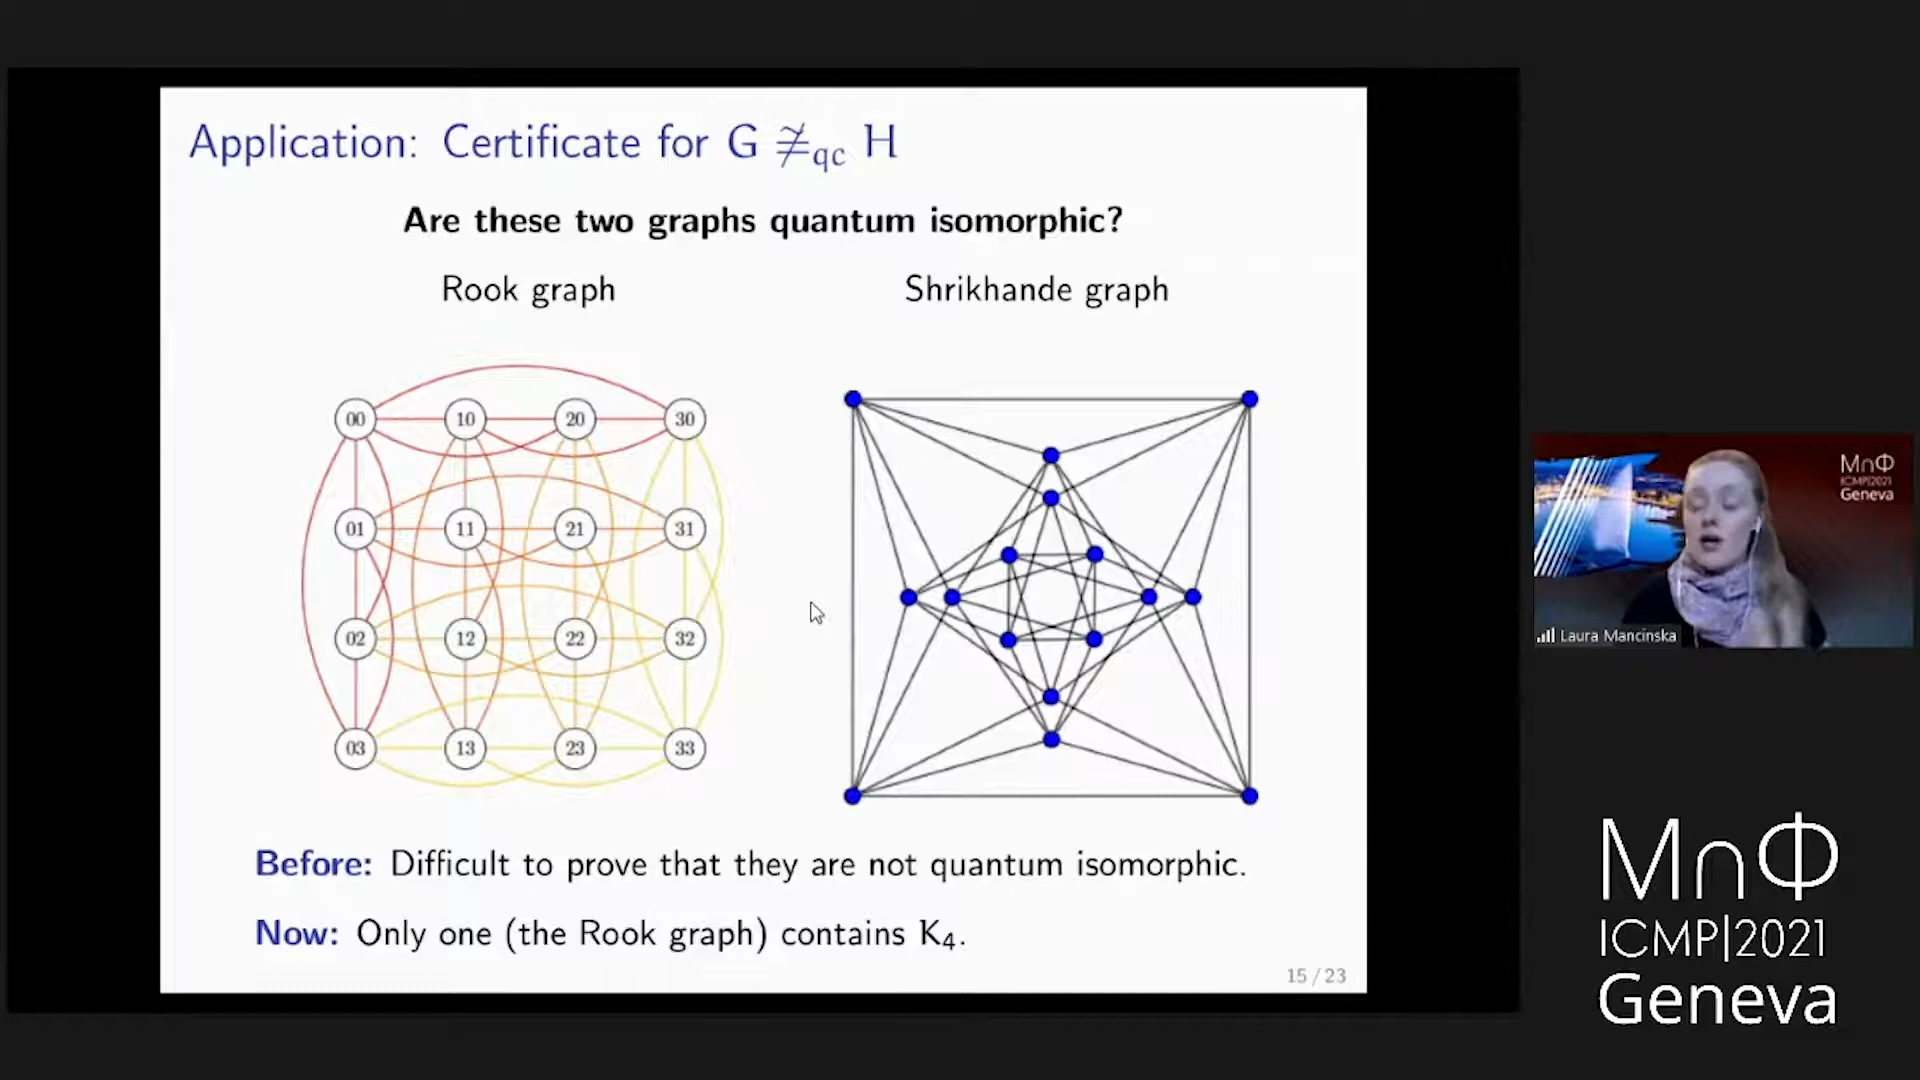 Application: Certificate for G ≇qc H
Are these two graphs quantum isomorphic?
Rook graph
Shrikhande graph
00 10 20 30
01 11 21 31
02 12 22 32
03 13 23 33
Before: Difficult to prove that they are not quantum isomorphic.
Now: Only one (the Rook graph) contains K₄.
15 / 23
MnΦ
ICMP|2021
Geneva
Laura Mancinska
MnΦ
ICMP|2021
Geneva